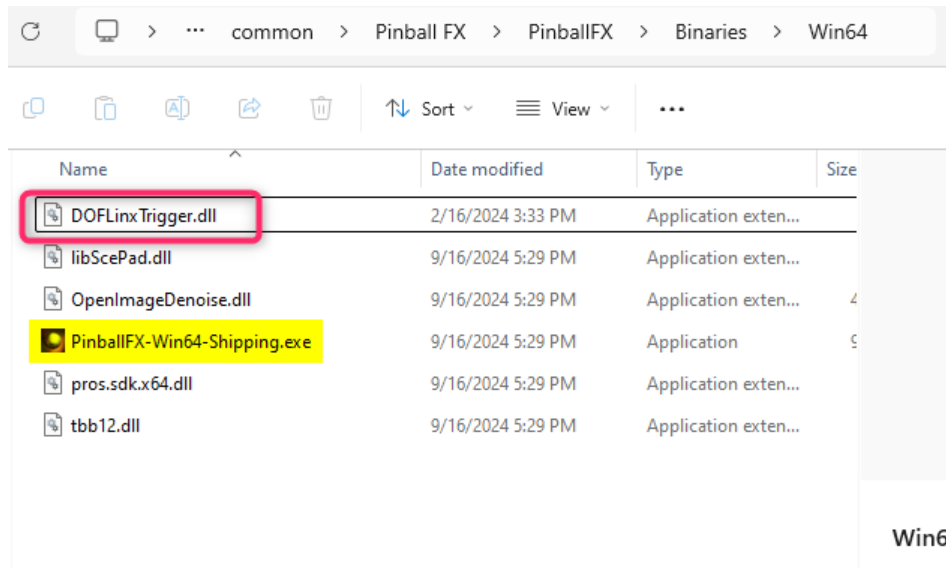 > ... common > Pinball FX > PinballFX > Binaries > Win64
Sort View ...
Name Date modified Type Size
DOFLinxTrigger.dll 2/16/2024 3:33 PM Application exten...
libScePad.dll 9/16/2024 5:29 PM Application exten...
OpenImageDenoise.dll 9/16/2024 5:29 PM Application exten... 4
PinballFX-Win64-Shipping.exe 9/16/2024 5:29 PM Application 9
pros.sdk.x64.dll 9/16/2024 5:29 PM Application exten...
tbb12.dll 9/16/2024 5:29 PM Application exten...
Win6